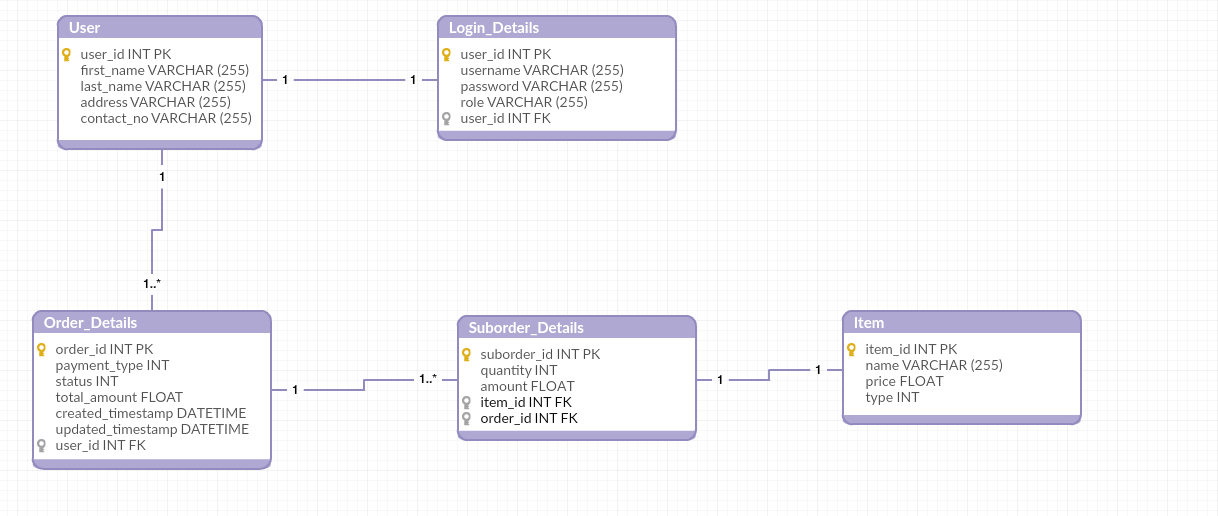 User
user_id INT PK
first_name VARCHAR (255)
last_name VARCHAR (255)
address VARCHAR (255)
contact_no VARCHAR (255)
1
1
Login_Details
user_id INT PK
username VARCHAR (255)
password VARCHAR (255)
role VARCHAR (255)
user_id INT FK
1
1..*
Order_Details
order_id INT PK
payment_type INT
status INT
total_amount FLOAT
created_timestamp DATETIME
updated_timestamp DATETIME
user_id INT FK
1
1..*
Suborder_Details
suborder_id INT PK
quantity INT
amount FLOAT
item_id INT FK
order_id INT FK
1
1
Item
item_id INT PK
name VARCHAR (255)
price FLOAT
type INT